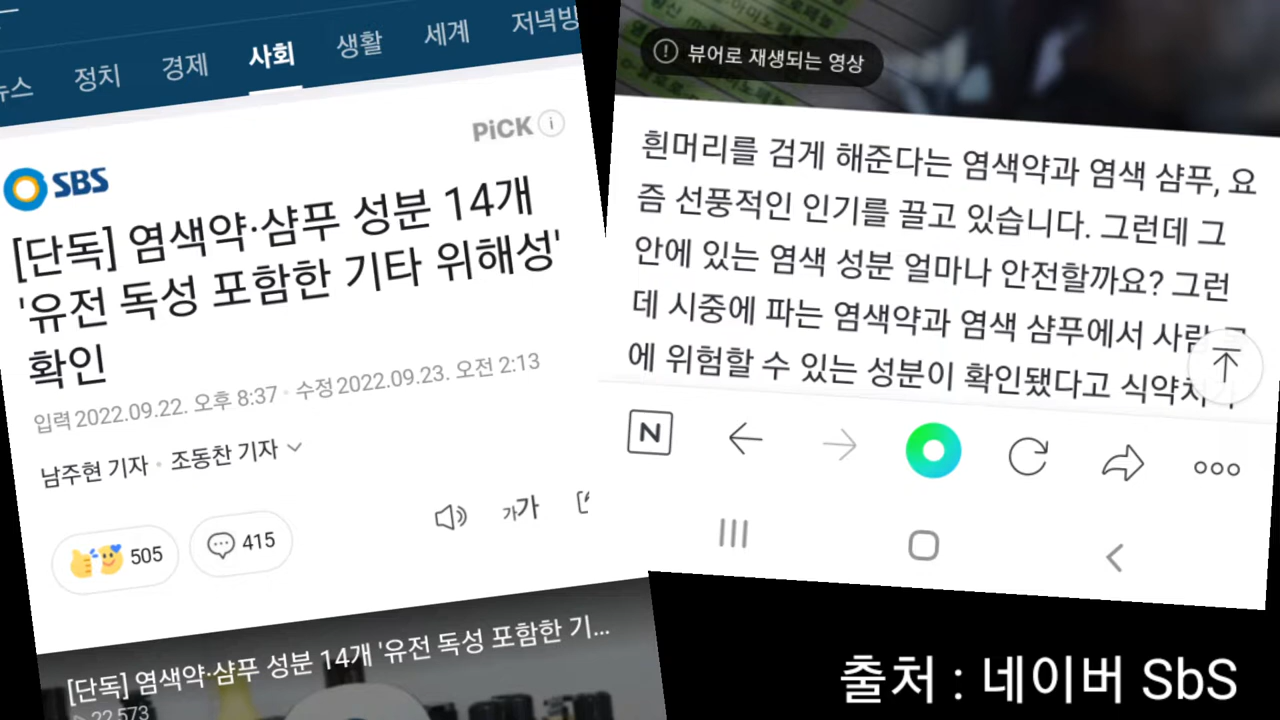 뉴스 정치 경제 사회 생활 세계 저녁방
PiCK
SBS
[단독] 염색약·샴푸 성분 14개
'유전 독성 포함한 기타 위해성'
확인
입력 2022.09.22. 오후 8:37 · 수정 2022.09.23. 오전 2:13
남주현 기자 · 조동찬 기자
505
415
가가
[단독] 염색약·샴푸 성분 14개 '유전 독성 포함한 기...
22,573
뷰어로 재생되는 영상
흰머리를 검게 해준다는 염색약과 염색 샴푸, 요
즘 선풍적인 인기를 끌고 있습니다. 그런데 그
안에 있는 염색 성분 얼마나 안전할까요? 그런
데 시중에 파는 염색약과 염색 샴푸에서 사람
에 위험할 수 있는 성분이 확인됐다고 식약처가
N
출처 : 네이버 SbS